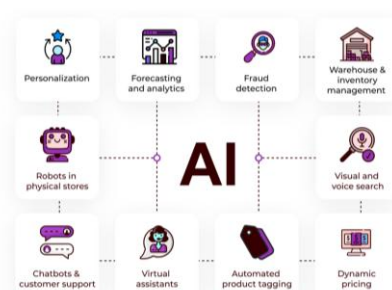 Personalization
Forecasting
and analytics
Fraud
detection
Warehouse &
inventory
management
Robots in
physical stores
AI
Visual and
voice search
Chatbots &
customer support
Virtual
assistants
Automated
product tagging
Dynamic
pricing